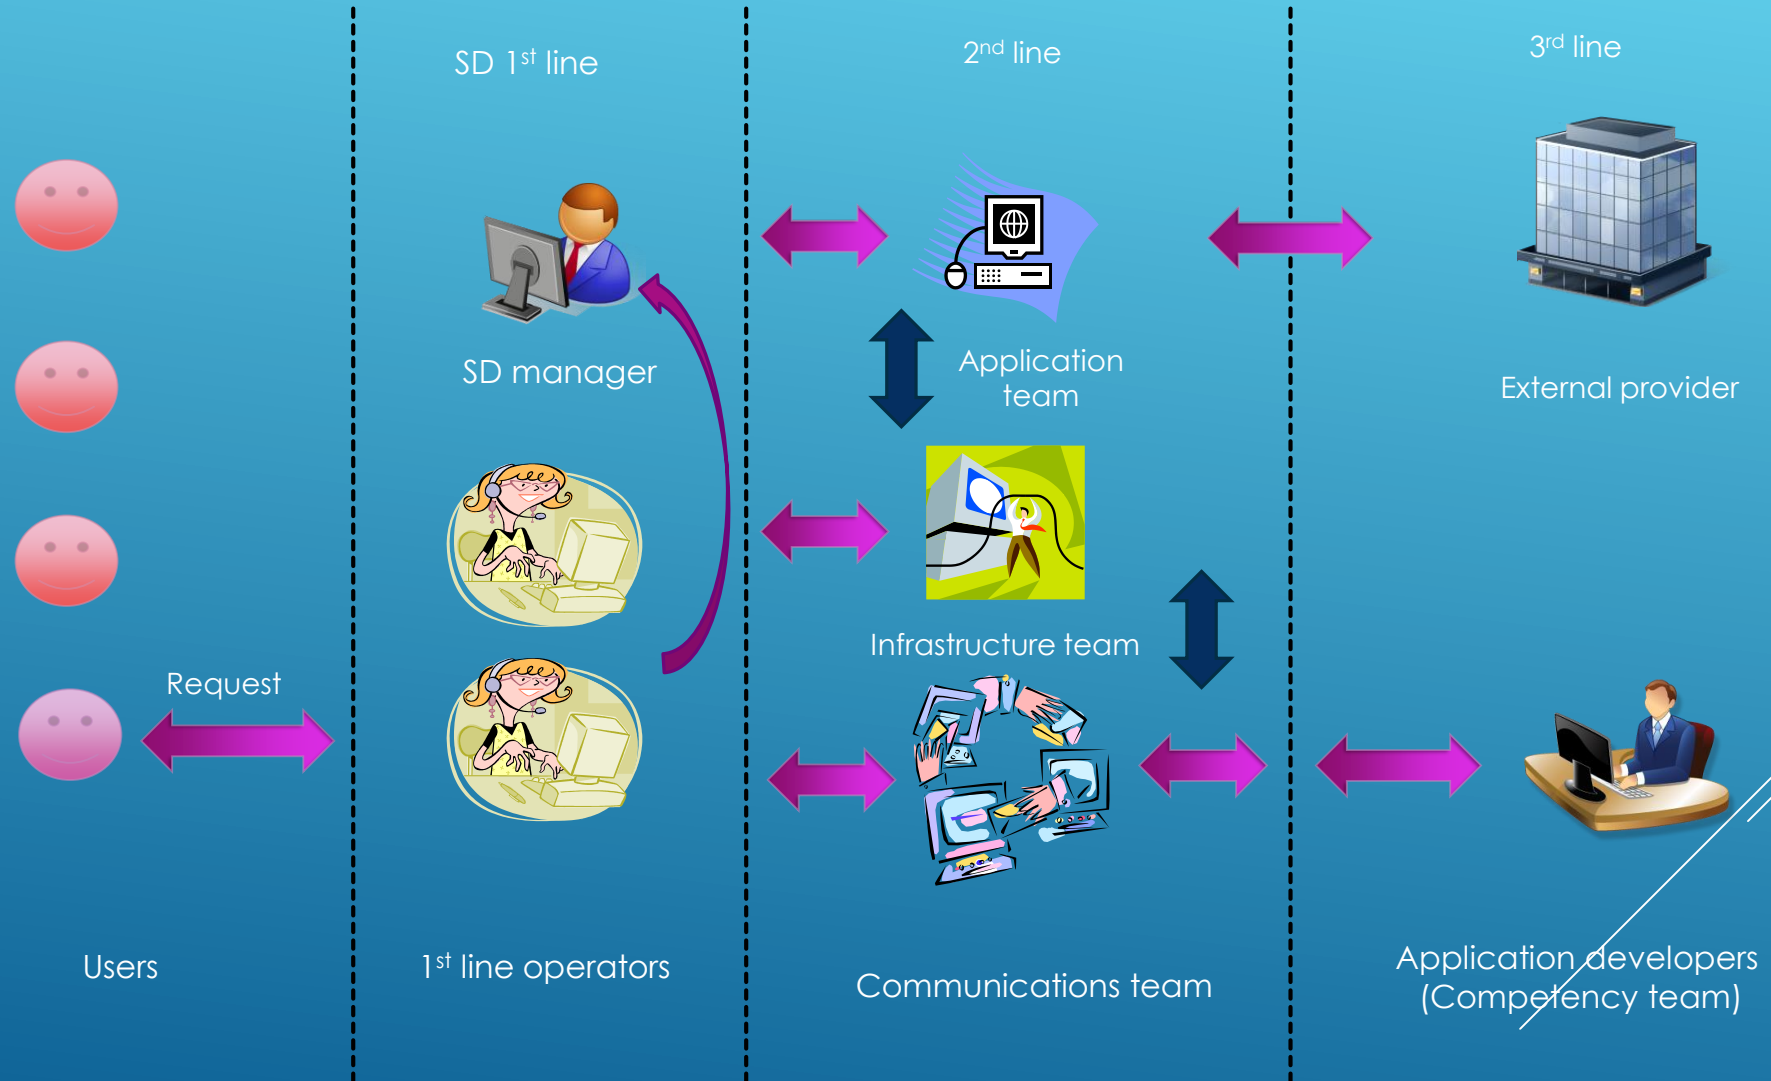 SD 1st line
2nd line
3rd line
SD manager
Application
team
External provider
Infrastructure team
Request
Users
1st line operators
Communications team
Application developers
(Competency team)